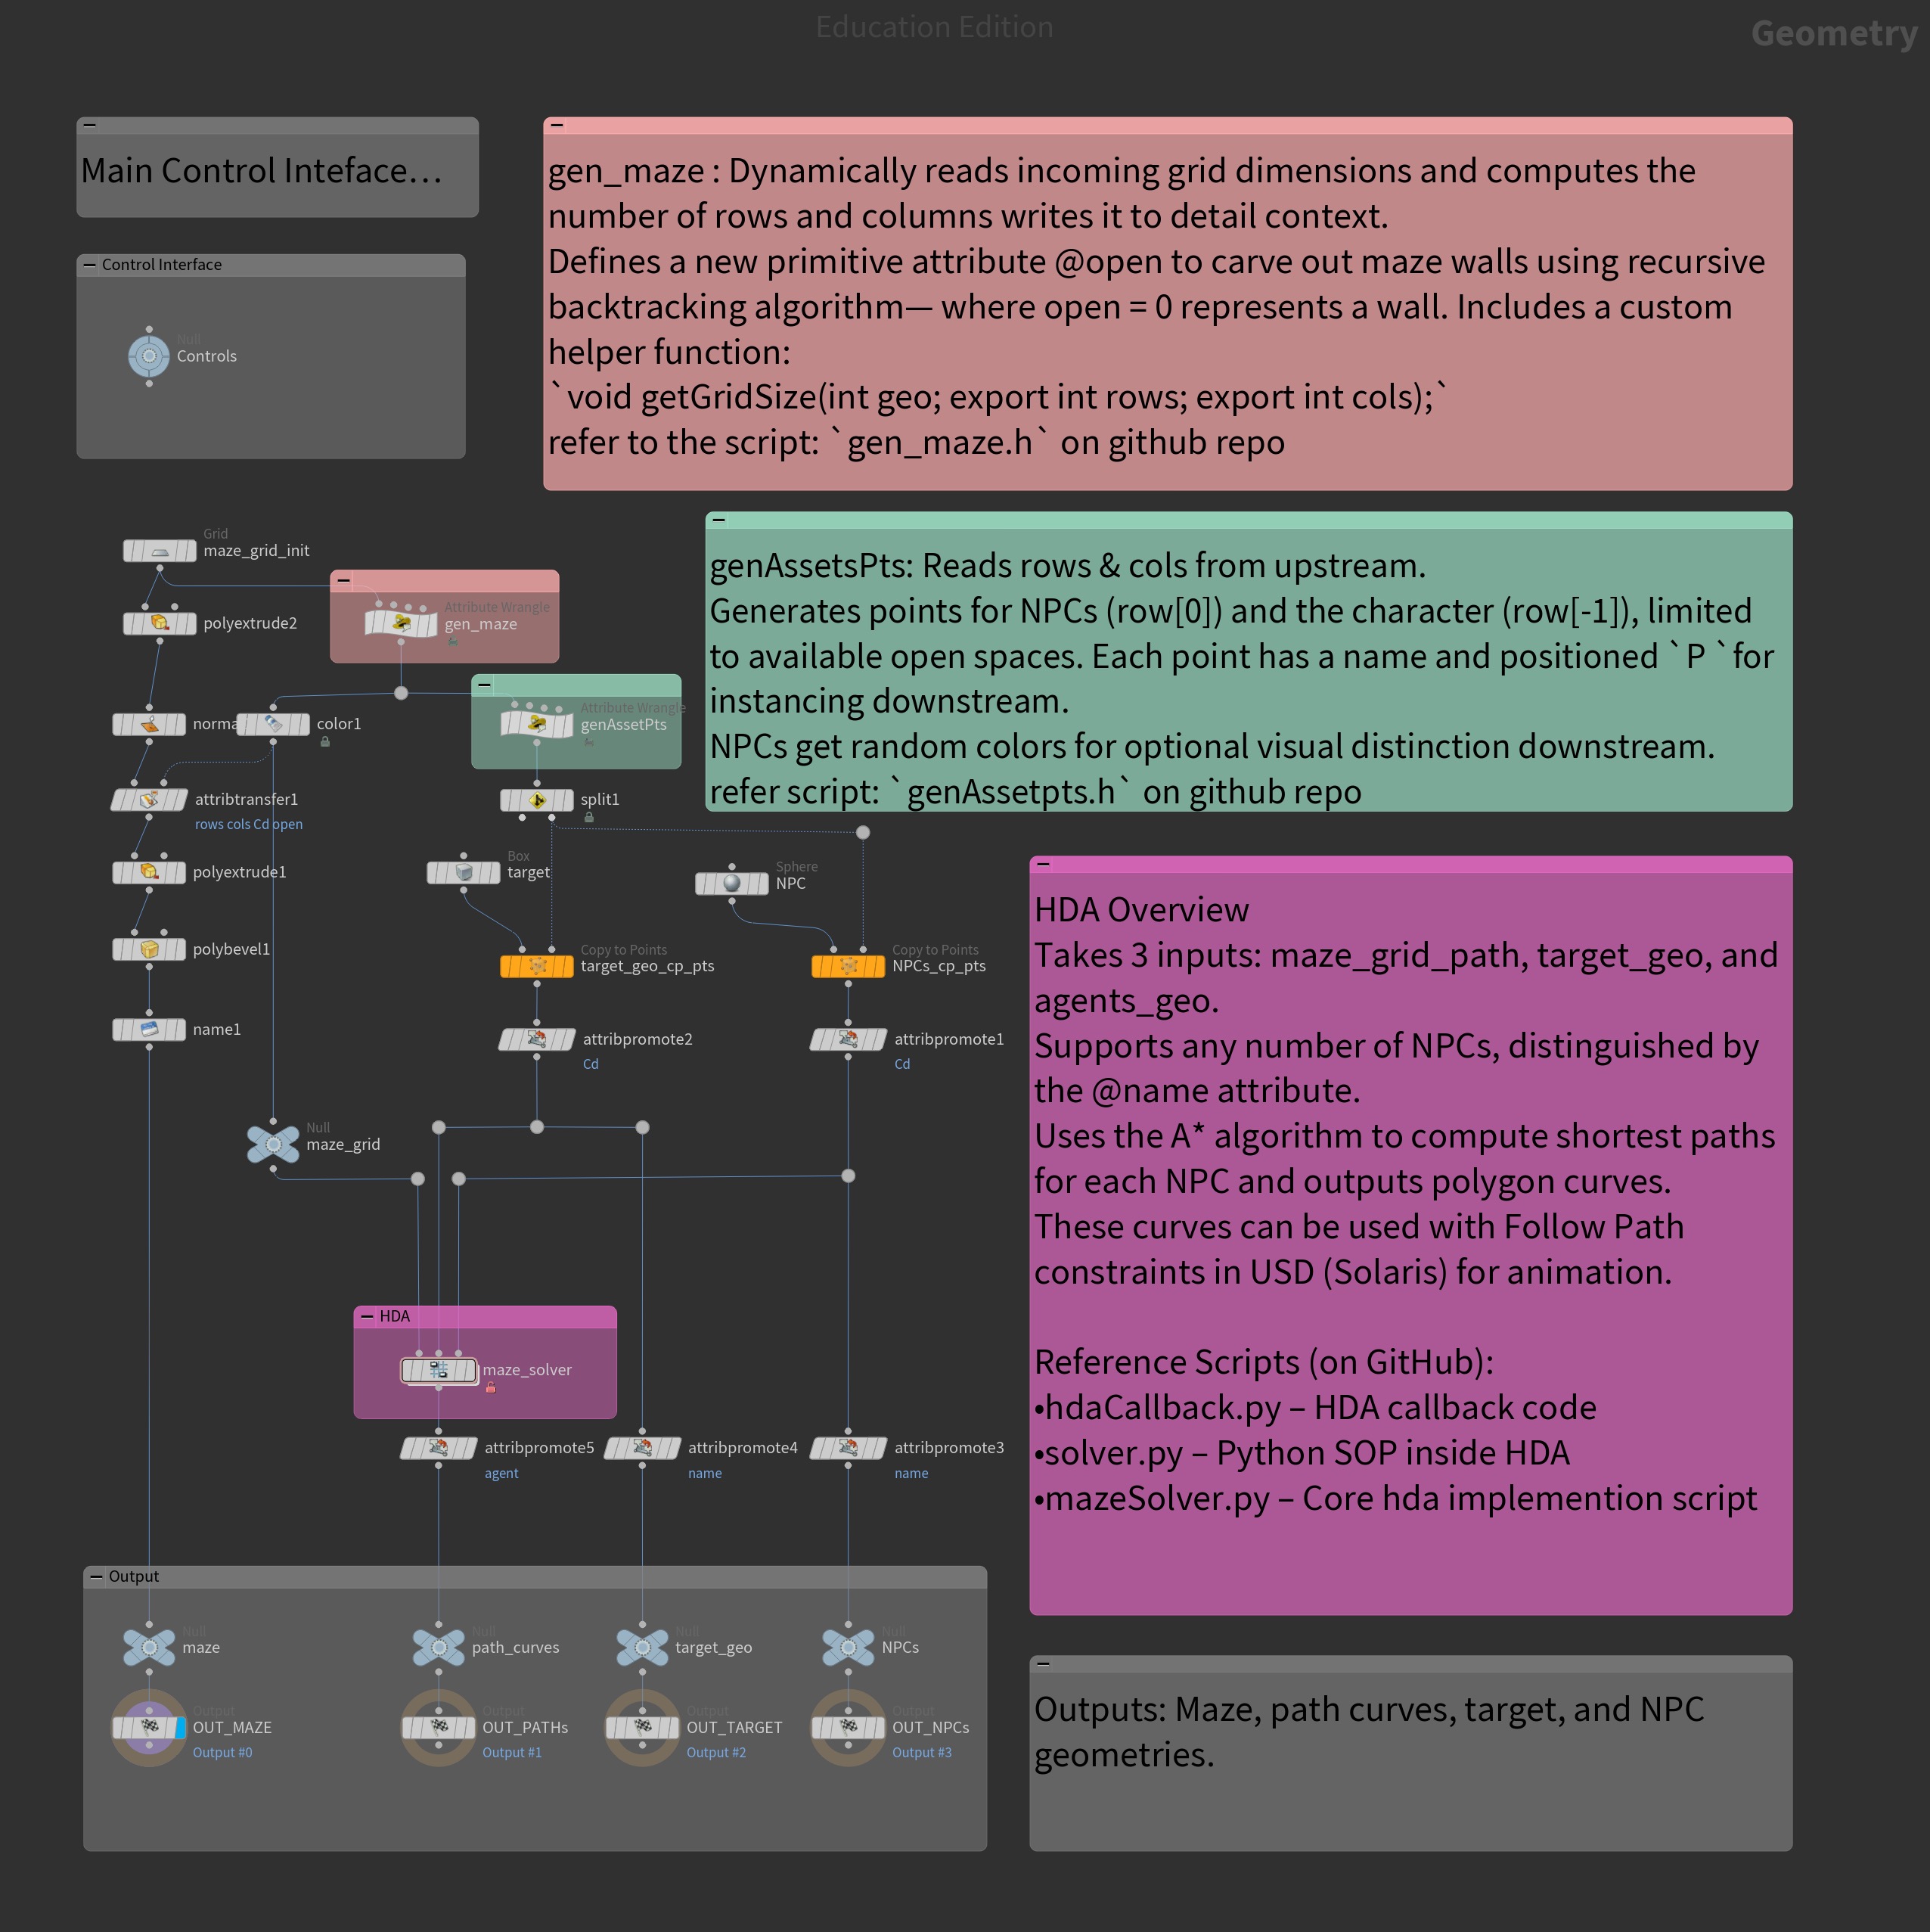 Education Edition
Geometry
Main Control Inteface...
gen_maze : Dynamically reads incoming grid dimensions and computes the
number of rows and columns writes it to detail context.
Defines a new primitive attribute @open to carve out maze walls using recursive
backtracking algorithm— where open = 0 represents a wall. Includes a custom
helper function:
`void getGridSize(int geo; export int rows; export int cols);`
refer to the script: `gen_maze.h` on github repo
Control Interface
Null
Controls
genAssetsPts: Reads rows & cols from upstream.
Generates points for NPCs (row[0]) and the character (row[-1]), limited
to available open spaces. Each point has a name and positioned `P `for
instancing downstream.
NPCs get random colors for optional visual distinction downstream.
refer script: `genAssetpts.h` on github repo
Grid
maze_grid_init
polyextrude2
Attribute Wrangle
gen_maze
norma
color1
Attribute Wrangle
genAssetPts
attribtransfer1
rows cols Cd open
split1
polyextrude1
Box
target
Sphere
NPC
polybevel1
Copy to Points
target_geo_cp_pts
Copy to Points
NPCs_cp_pts
name1
attribpromote2
Cd
attribpromote1
Cd
Null
maze_grid
HDA Overview
Takes 3 inputs: maze_grid_path, target_geo, and
agents_geo.
Supports any number of NPCs, distinguished by
the @name attribute.
Uses the A* algorithm to compute shortest paths
for each NPC and outputs polygon curves.
These curves can be used with Follow Path
constraints in USD (Solaris) for animation.
Reference Scripts (on GitHub):
•hdaCallback.py – HDA callback code
•solver.py – Python SOP inside HDA
•mazeSolver.py – Core hda implemention script
HDA
maze_solver
attribpromote5
agent
attribpromote4
name
attribpromote3
name
Output
Null
maze
Null
path_curves
Null
target_geo
Null
NPCs
Output
OUT_MAZE
Output #0
Output
OUT_PATHs
Output #1
Output
OUT_TARGET
Output #2
Output
OUT_NPCs
Output #3
Outputs: Maze, path curves, target, and NPC
geometries.